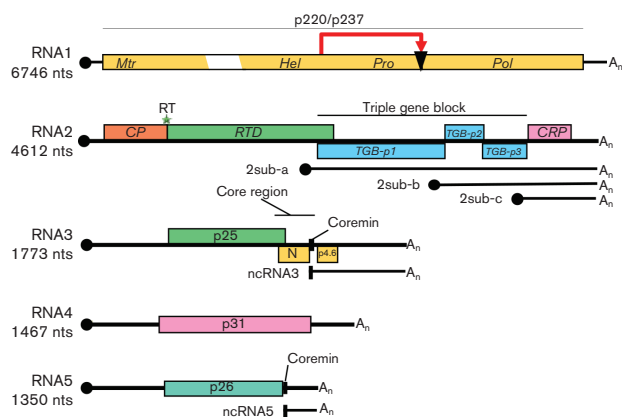 p220/p237
RNA1
6746 nts
Mtr Hel Pro Pol An
RT Triple gene block
RNA2
4612 nts
CP RTD TGB-p1 TGB-p2 TGB-p3 CRP An
2sub-a An
2sub-b An
2sub-c An
Core region
Coremin
RNA3
1773 nts
p25 N p4.6 An
ncRNA3 An
RNA4
1467 nts
p31 An
Coremin
RNA5
1350 nts
p26 An
ncRNA5 An